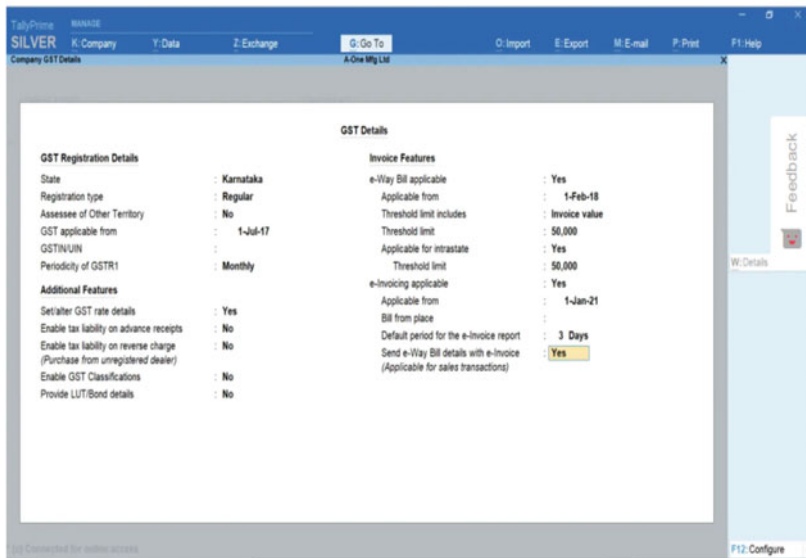 TallyPrime
MANAGE
SILVER
K: Company
Y: Data
Z: Exchange
G: Go To
O: Import
E: Export
M: E-mail
P: Print
F1: Help
Company GST Details
A-One Mfg Ltd
X
GST Details
GST Registration Details
State : Karnataka
Registration type : Regular
Assessee of Other Territory : No
GST applicable from : 1-Jul-17
GSTIN/UIN :
Periodicity of GSTR1 : Monthly
Additional Features
Set/alter GST rate details : Yes
Enable tax liability on advance receipts : No
Enable tax liability on reverse charge : No
(Purchase from unregistered dealer)
Enable GST Classifications : No
Provide LUT/Bond details : No
Invoice Features
e-Way Bill applicable : Yes
Applicable from : 1-Feb-18
Threshold limit includes : Invoice value
Threshold limit : 50,000
Applicable for intrastate : Yes
Threshold limit : 50,000
e-Invoicing applicable : Yes
Applicable from : 1-Jan-21
Bill from place :
Default period for the e-Invoice report : 3 Days
Send e-Way Bill details with e-Invoice : Yes
(Applicable for sales transactions)
Feedback
W: Details
F12: Configure